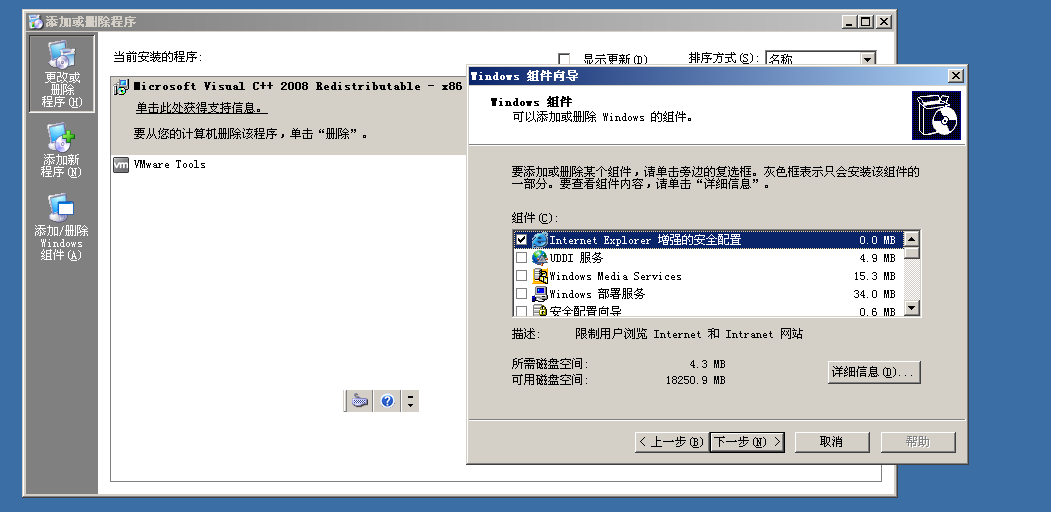 添加或删除程序
更改或
删除
程序(H)
添加新
程序(N)
添加/删除
Windows
组件(A)
当前安装的程序:
显示更新(D)
排序方式(S):
名称
Microsoft Visual C++ 2008 Redistributable - x86
单击此处获得支持信息。
要从您的计算机删除该程序，单击“删除”。
vm
VMware Tools
Windows 组件向导
Windows 组件
可以添加或删除 Windows 的组件。
要添加或删除某个组件，请单击旁边的复选框。灰色框表示只会安装该组件的
一部分。要查看组件内容，请单击“详细信息”。
组件(C):
Internet Explorer 增强的安全配置 0.0 MB
UDDI 服务 4.9 MB
Windows Media Services 15.3 MB
Windows 部署服务 34.0 MB
安全配置向导 0.6 MB
描述: 限制用户浏览 Internet 和 Intranet 网站
所需磁盘空间: 4.3 MB
可用磁盘空间: 18250.9 MB
详细信息(D)...
< 上一步(B)
下一步(N) >
取消
帮助